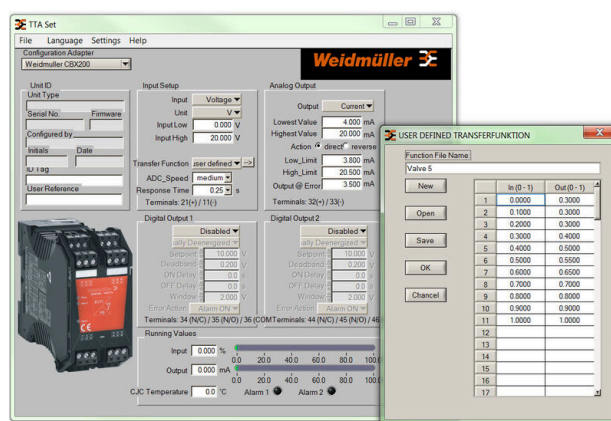 TTA Set
File Language Settings Help
Configuration Adapter
Weidmuller CBX200
Weidmüller
Unit ID
Unit Type
Serial No. Firmware
Configured by
Initials Date
ID Tag
User Reference
Input Setup
Input Voltage
Unit V
Input Low 0.000 V
Input High 20.000 V
Transfer Function user defined ->
ADC_Speed medium
Response Time 0.25 s
Terminals: 21(+) / 11(-)
Analog Output
Output Current
Lowest Value 4.000 mA
Highest Value 20.000 mA
Action direct reverse
Low_Limit 3.800 mA
High_Limit 20.500 mA
Output @ Error 3.500 mA
Terminals: 32(+) / 33(-)
Digital Output 1
Disabled
ally Deenergized
Setpoint 10.000 V
Deadband 0.200 V
ON Delay 0.0 s
OFF Delay 0.0 s
Window 2.000 V
Error Action Alarm ON
Terminals: 34 (N/C) / 35 (N/O) / 36 (COM
Digital Output 2
Disabled
ally Deenergized
Setpoint 10.000 V
Deadband 0.200 V
ON Delay 0.0 s
OFF Delay 0.0 s
Window 2.000 V
Error Action Alarm ON
Terminals: 44 (N/C) / 45 (N/O) / 46
Running Values
Input 0.000 %
0.0 20.0 40.0 60.0 80.0 100.0
Output 0.000 mA
0.0 20.0 40.0 60.0 80.0 100.0
CJC Temperature 0.0 °C Alarm 1 Alarm 2
USER DEFINED TRANSFERFUNKTION
Function File Name
Valve 5
New
Open
Save
OK
Chancel
In (0 - 1) Out (0 - 1)
1 0.0000 0.3000
2 0.1000 0.3000
3 0.2000 0.3000
4 0.3000 0.4000
5 0.4000 0.5000
6 0.5000 0.5500
7 0.6000 0.6500
8 0.7000 0.7000
9 0.8000 0.8000
10 0.9000 0.9000
11 1.0000 1.0000
12
13
14
15
16
17